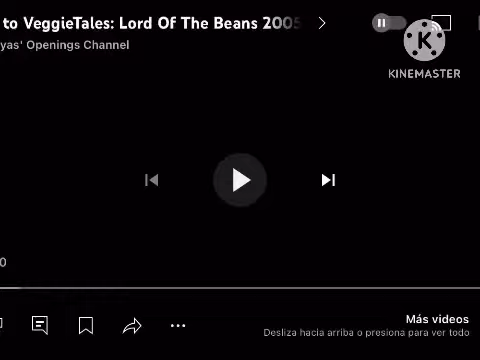 to VeggieTales: Lord Of The Beans 2005
yas' Openings Channel
K
KINEMASTER
0
Más videos
Desliza hacia arriba o presiona para ver todo